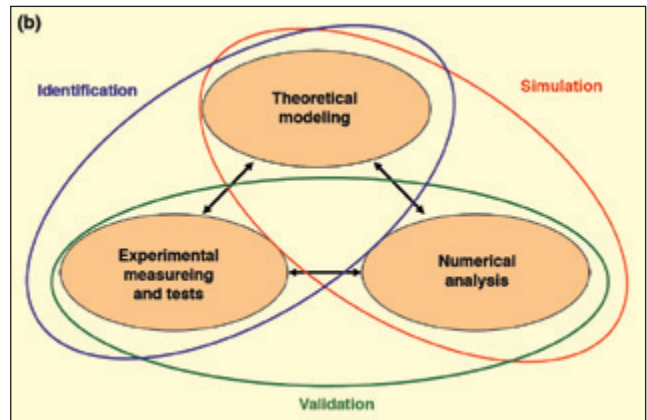 (b)
Identification
Simulation
Theoretical
modeling
Experimental
measureing
and tests
Numerical
analysis
Validation